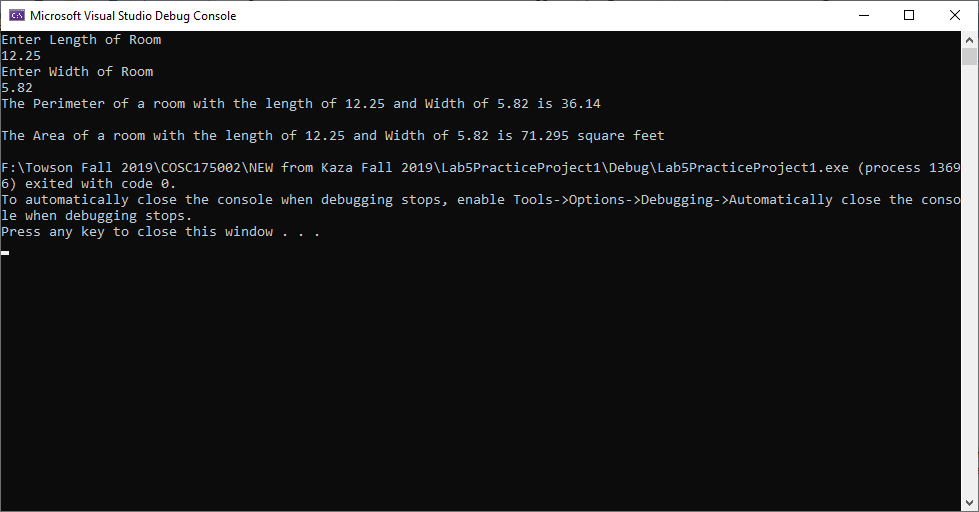 Microsoft Visual Studio Debug Console
Enter Length of Room
12.25
Enter Width of Room
5.82
The Perimeter of a room with the length of 12.25 and Width of 5.82 is 36.14
The Area of a room with the length of 12.25 and Width of 5.82 is 71.295 square feet
F:\Towson Fall 2019\COSC175002\NEW from Kaza Fall 2019\Lab5PracticeProject1\Debug\Lab5PracticeProject1.exe (process 1369
6) exited with code 0.
To automatically close the console when debugging stops, enable Tools->Options->Debugging->Automatically close the conso
le when debugging stops.
Press any key to close this window . . .